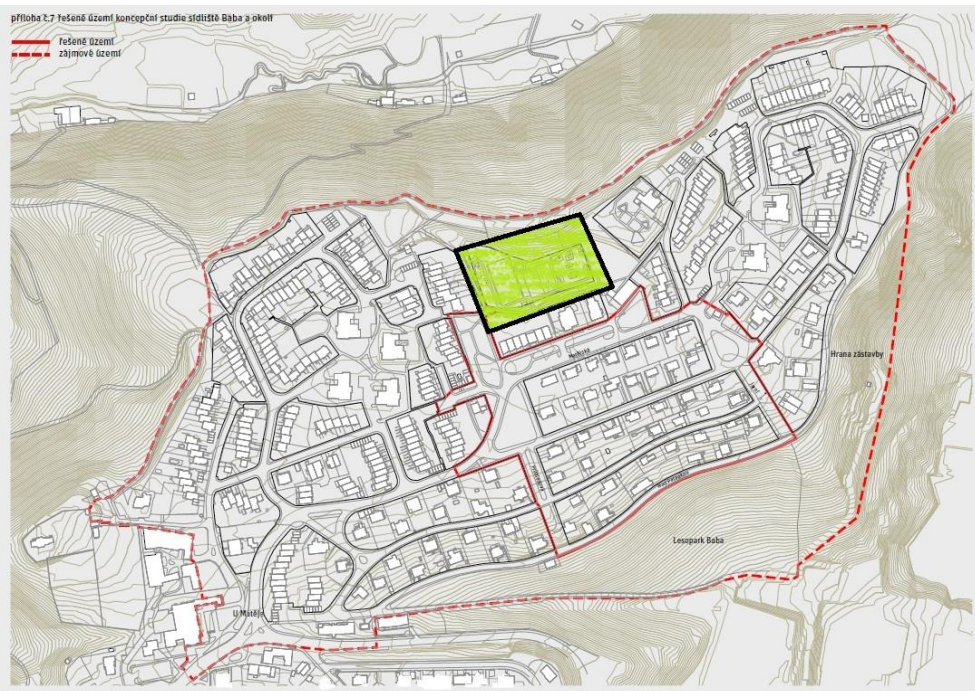 příloha č.7 řešené území koncepční studie sídliště Baba a okolí
řešené území
zájmové území
Hrana zástavby
Lesopark Baba
U Matěje